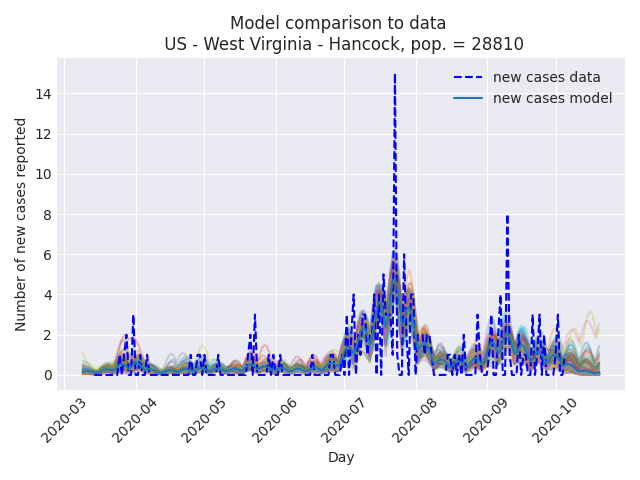 Model comparison to data
US - West Virginia - Hancock, pop. = 28810
new cases data
new cases model
Number of new cases reported
14
12
10
8
6
4
2
0
2020-03
2020-04
2020-05
2020-06
2020-07
2020-08
2020-09
2020-10
Day